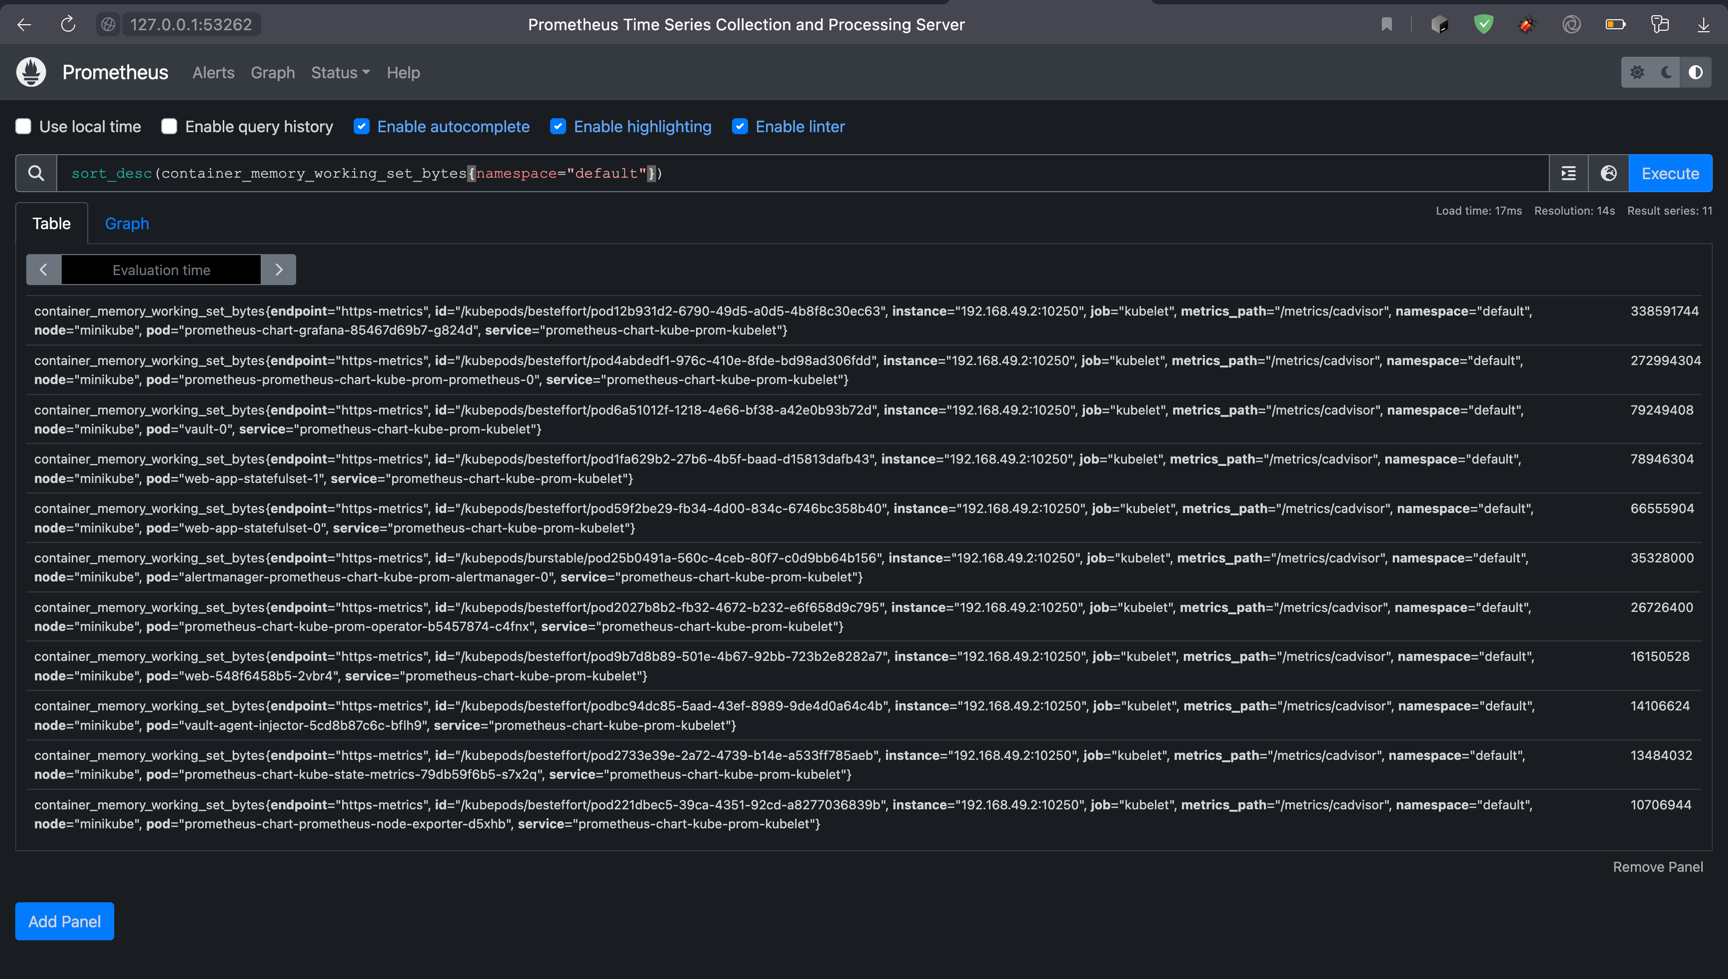 127.0.0.1:53262
Prometheus Time Series Collection and Processing Server
Prometheus Alerts Graph Status Help
Use local time Enable query history Enable autocomplete Enable highlighting Enable linter
sort_desc(container_memory_working_set_bytes{namespace="default"})
Execute
Table Graph
Load time: 17ms Resolution: 14s Result series: 11
Evaluation time
container_memory_working_set_bytes{endpoint="https-metrics", id="/kubepods/besteffort/pod12b931d2-6790-49d5-a0d5-4b8f8c30ec63", instance="192.168.49.2:10250", job="kubelet", metrics_path="/metrics/cadvisor", namespace="default", 338591744
node="minikube", pod="prometheus-chart-grafana-85467d69b7-g824d", service="prometheus-chart-kube-prom-kubelet"}
container_memory_working_set_bytes{endpoint="https-metrics", id="/kubepods/besteffort/pod4abdedf1-976c-410e-8fde-bd98ad306fdd", instance="192.168.49.2:10250", job="kubelet", metrics_path="/metrics/cadvisor", namespace="default", 272994304
node="minikube", pod="prometheus-prometheus-chart-kube-prom-prometheus-0", service="prometheus-chart-kube-prom-kubelet"}
container_memory_working_set_bytes{endpoint="https-metrics", id="/kubepods/besteffort/pod6a51012f-1218-4e66-bf38-a42e0b93b72d", instance="192.168.49.2:10250", job="kubelet", metrics_path="/metrics/cadvisor", namespace="default", 79249408
node="minikube", pod="vault-0", service="prometheus-chart-kube-prom-kubelet"}
container_memory_working_set_bytes{endpoint="https-metrics", id="/kubepods/besteffort/pod1fa629b2-27b6-4b5f-baad-d15813dafb43", instance="192.168.49.2:10250", job="kubelet", metrics_path="/metrics/cadvisor", namespace="default", 78946304
node="minikube", pod="web-app-statefulset-1", service="prometheus-chart-kube-prom-kubelet"}
container_memory_working_set_bytes{endpoint="https-metrics", id="/kubepods/besteffort/pod59f2be29-fb34-4d00-834c-6746bc358b40", instance="192.168.49.2:10250", job="kubelet", metrics_path="/metrics/cadvisor", namespace="default", 66555904
node="minikube", pod="web-app-statefulset-0", service="prometheus-chart-kube-prom-kubelet"}
container_memory_working_set_bytes{endpoint="https-metrics", id="/kubepods/burstable/pod25b0491a-560c-4ceb-80f7-c0d9bb64b156", instance="192.168.49.2:10250", job="kubelet", metrics_path="/metrics/cadvisor", namespace="default", 35328000
node="minikube", pod="alertmanager-prometheus-chart-kube-prom-alertmanager-0", service="prometheus-chart-kube-prom-kubelet"}
container_memory_working_set_bytes{endpoint="https-metrics", id="/kubepods/besteffort/pod2027b8b2-fb32-4672-b232-e6f658d9c795", instance="192.168.49.2:10250", job="kubelet", metrics_path="/metrics/cadvisor", namespace="default", 26726400
node="minikube", pod="prometheus-chart-kube-prom-operator-b5457874-c4fnx", service="prometheus-chart-kube-prom-kubelet"}
container_memory_working_set_bytes{endpoint="https-metrics", id="/kubepods/besteffort/pod9b7d8b89-501e-4b67-92bb-723b2e8282a7", instance="192.168.49.2:10250", job="kubelet", metrics_path="/metrics/cadvisor", namespace="default", 16150528
node="minikube", pod="web-548f6458b5-2vbr4", service="prometheus-chart-kube-prom-kubelet"}
container_memory_working_set_bytes{endpoint="https-metrics", id="/kubepods/besteffort/podbc94dc85-5aad-43ef-8989-9de4d0a64c4b", instance="192.168.49.2:10250", job="kubelet", metrics_path="/metrics/cadvisor", namespace="default", 14106624
node="minikube", pod="vault-agent-injector-5cd8b87c6c-bflh9", service="prometheus-chart-kube-prom-kubelet"}
container_memory_working_set_bytes{endpoint="https-metrics", id="/kubepods/besteffort/pod2733e39e-2a72-4739-b14e-a533ff785aeb", instance="192.168.49.2:10250", job="kubelet", metrics_path="/metrics/cadvisor", namespace="default", 13484032
node="minikube", pod="prometheus-chart-kube-state-metrics-79db59f6b5-s7x2q", service="prometheus-chart-kube-prom-kubelet"}
container_memory_working_set_bytes{endpoint="https-metrics", id="/kubepods/besteffort/pod221dbec5-39ca-4351-92cd-a8277036839b", instance="192.168.49.2:10250", job="kubelet", metrics_path="/metrics/cadvisor", namespace="default", 10706944
node="minikube", pod="prometheus-chart-prometheus-node-exporter-d5xhb", service="prometheus-chart-kube-prom-kubelet"}
Remove Panel
Add Panel